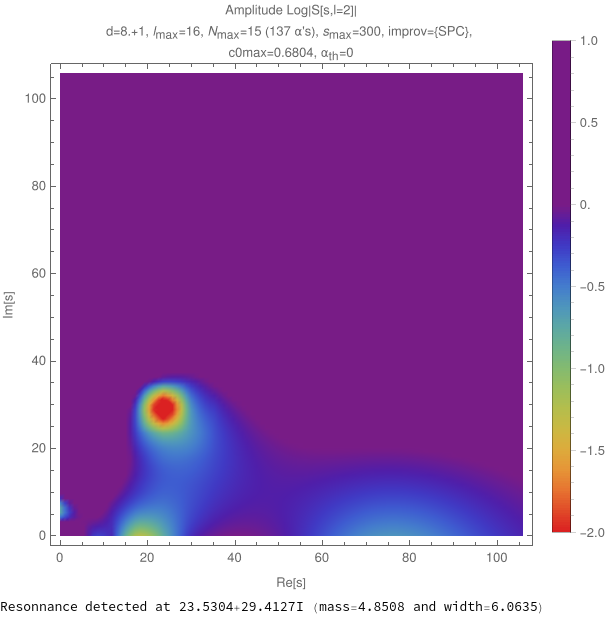 Amplitude Log|S[s,l=2]|
d=8.+1, lmax=16, Nmax=15 (137 α's), smax=300, improv={SPC},
c0max=0.6804, αth=0
1.0
0.5
0.
−0.5
−1.0
−1.5
−2.0
100
80
60
40
20
0
Im[s]
0 20 40 60 80 100
Re[s]
Resonnance detected at 23.5304+29.4127I (mass=4.8508 and width=6.0635)